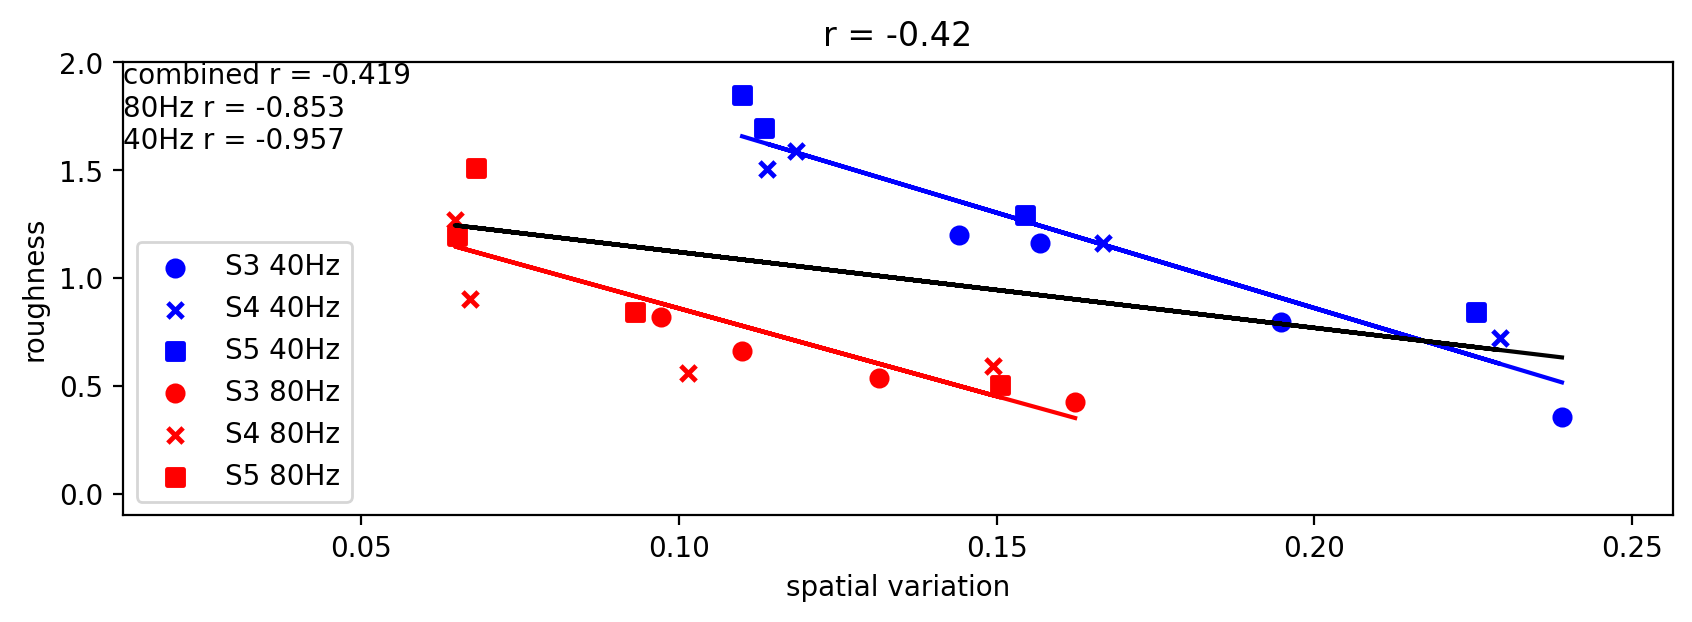 r = -0.42
combined r = -0.419
80Hz r = -0.853
40Hz r = -0.957
2.0
1.5
1.0
0.5
0.0
roughness
S3 40Hz
S4 40Hz
S5 40Hz
S3 80Hz
S4 80Hz
S5 80Hz
0.05 0.10 0.15 0.20 0.25
spatial variation